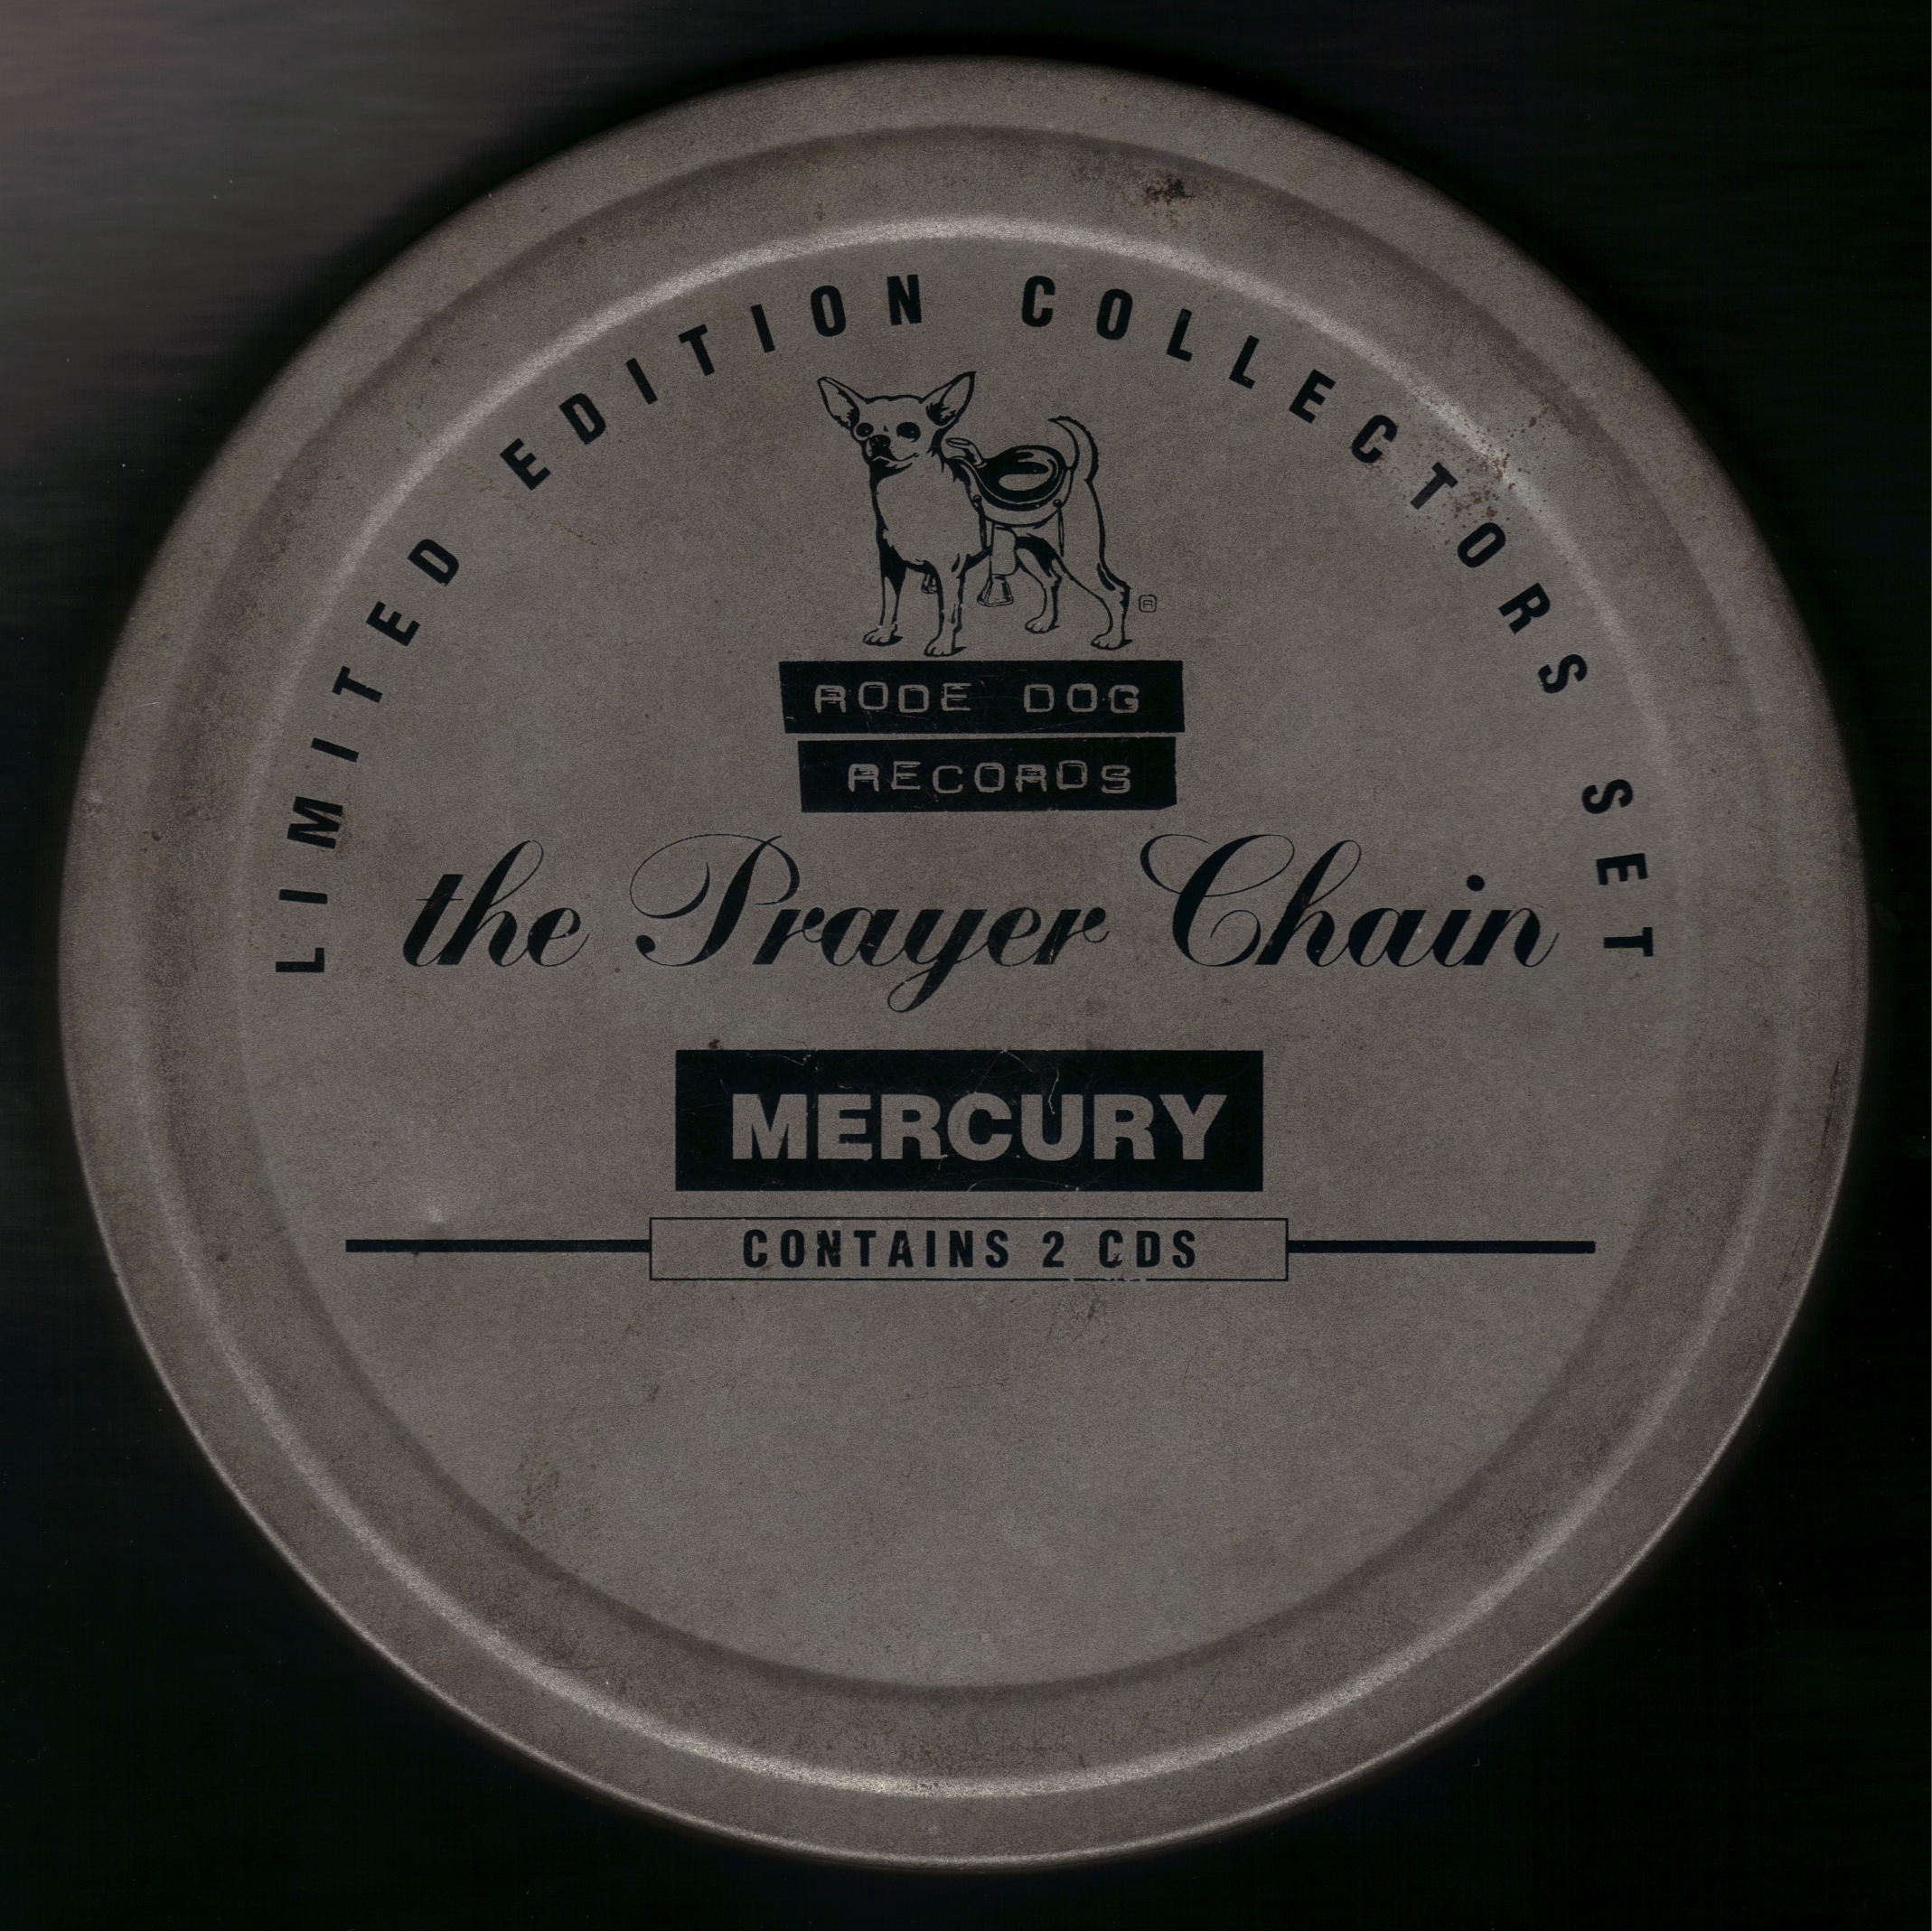 LIMITED EDITION COLLECTORS SET
R
RODE DOG
RECORDS
the Prayer Chain
MERCURY
CONTAINS 2 CDS